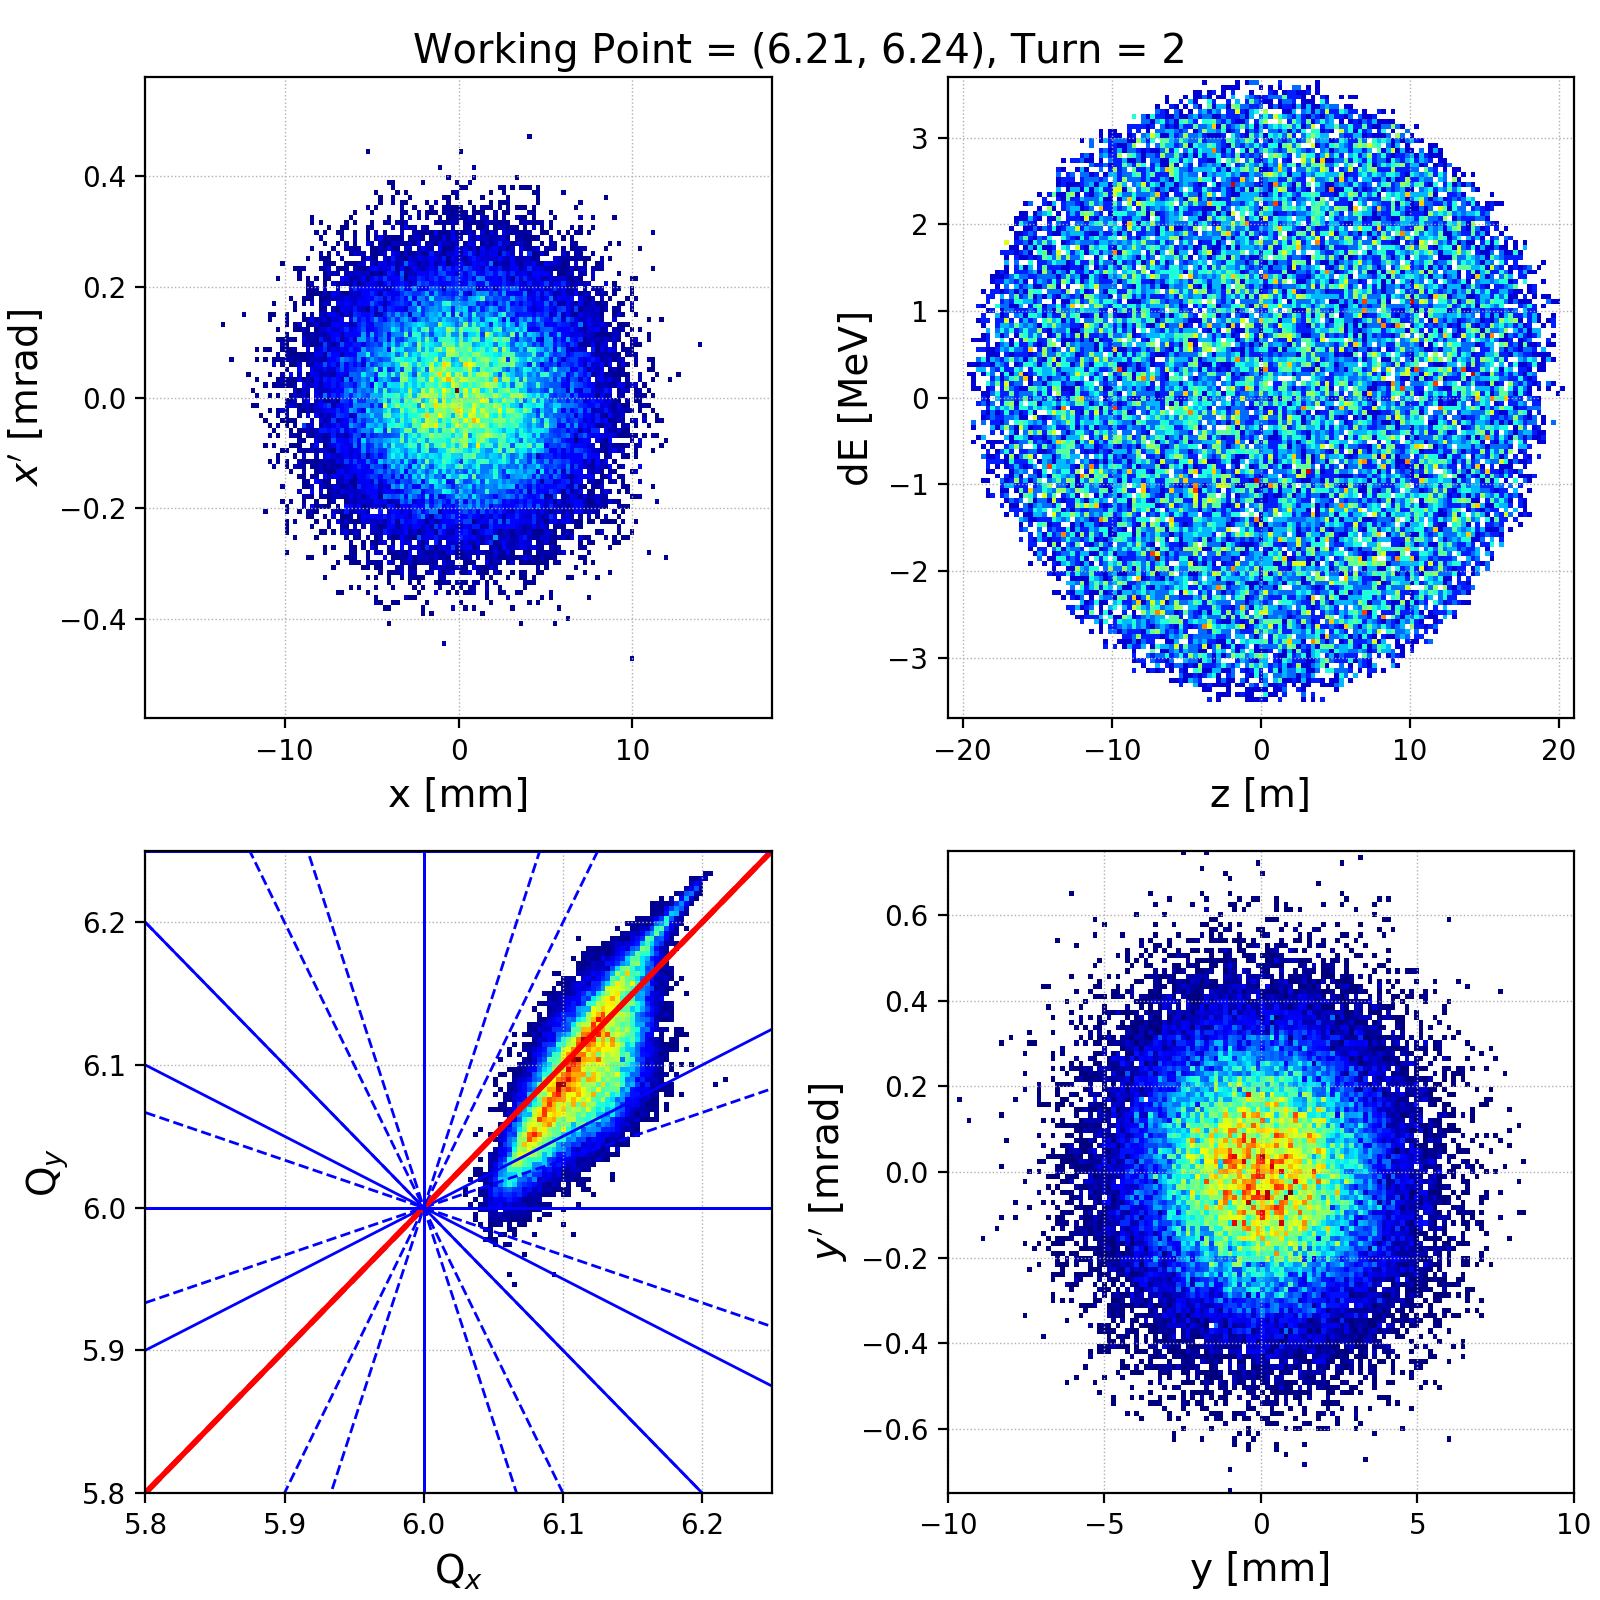 Working Point = (6.21, 6.24), Turn = 2
0.4
0.2
0.0
−0.2
−0.4
x′ [mrad]
−10 0 10
x [mm]
3
2
1
0
−1
−2
−3
dE [MeV]
−20 −10 0 10 20
z [m]
6.2
6.1
6.0
5.9
5.8
Qy
5.8 5.9 6.0 6.1 6.2
Qx
0.6
0.4
0.2
0.0
−0.2
−0.4
−0.6
y′ [mrad]
−10 −5 0 5 10
y [mm]